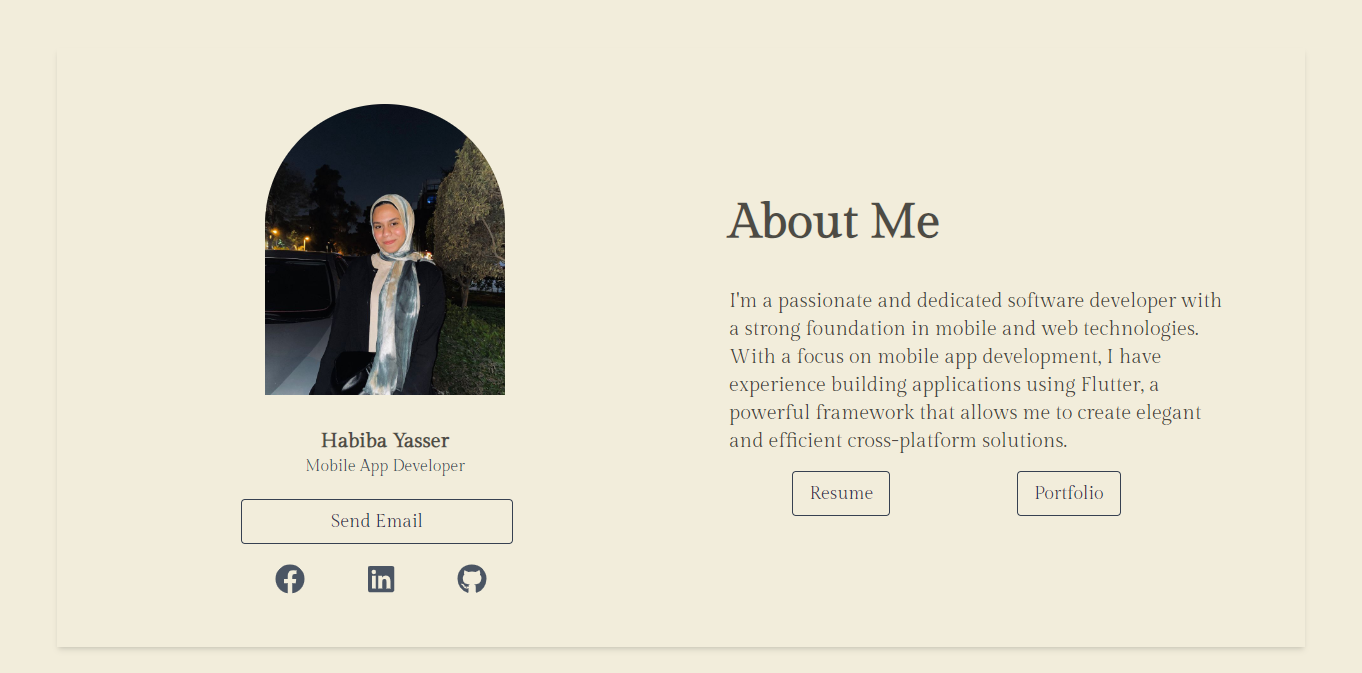 About Me
I'm a passionate and dedicated software developer with
a strong foundation in mobile and web technologies.
With a focus on mobile app development, I have
experience building applications using Flutter, a
powerful framework that allows me to create elegant
and efficient cross-platform solutions.
Resume
Portfolio
Habiba Yasser
Mobile App Developer
Send Email
in